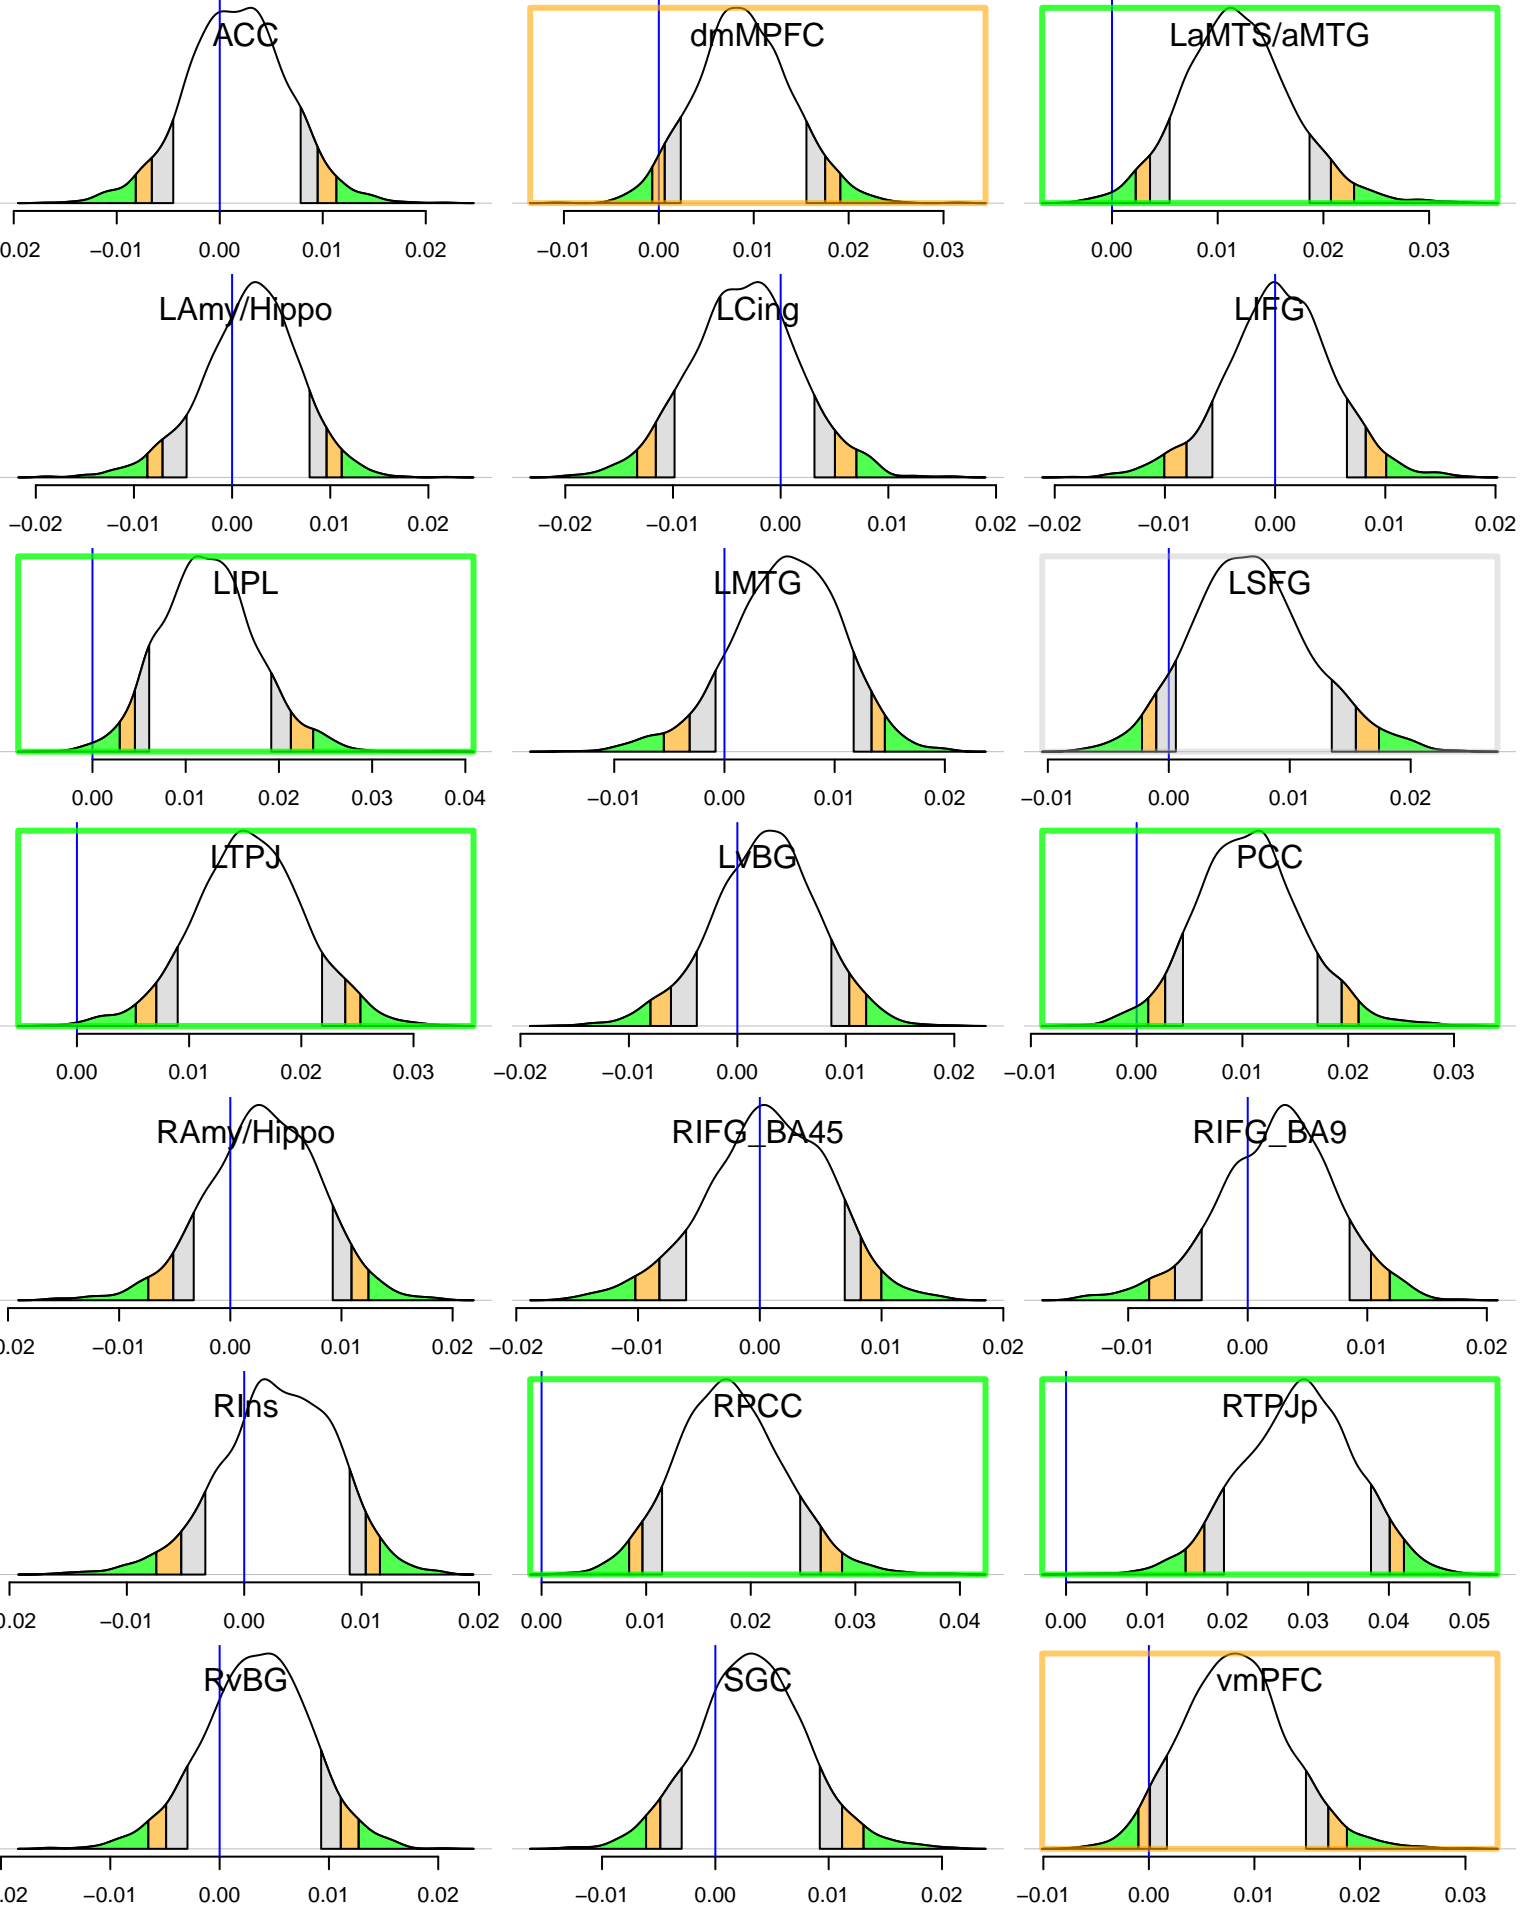 ACC
dmMPFC
LaMTS/aMTG
0.02 −0.01 0.00 0.01 0.02
−0.01 0.00 0.01 0.02 0.03
0.00 0.01 0.02 0.03
LAmy/Hippo
LCing
LIFG
−0.02 −0.01 0.00 0.01 0.02
−0.02 −0.01 0.00 0.01 0.02
−0.02 −0.01 0.00 0.01 0.02
LIPL
LMTG
LSFG
0.00 0.01 0.02 0.03 0.04
−0.01 0.00 0.01 0.02
−0.01 0.00 0.01 0.02
LTPJ
LvBG
PCC
0.00 0.01 0.02 0.03
−0.02 −0.01 0.00 0.01 0.02
−0.01 0.00 0.01 0.02 0.03
RAmy/Hippo
RIFG_BA45
RIFG_BA9
0.02 −0.01 0.00 0.01 0.02
−0.02 −0.01 0.00 0.01 0.02
−0.01 0.00 0.01 0.02
RIns
RPCC
RTPJp
0.02 −0.01 0.00 0.01 0.02
0.00 0.01 0.02 0.03 0.04
0.00 0.01 0.02 0.03 0.04 0.05
RvBG
SGC
vmPFC
.02 −0.01 0.00 0.01 0.02
−0.01 0.00 0.01 0.02
−0.01 0.00 0.01 0.02 0.03